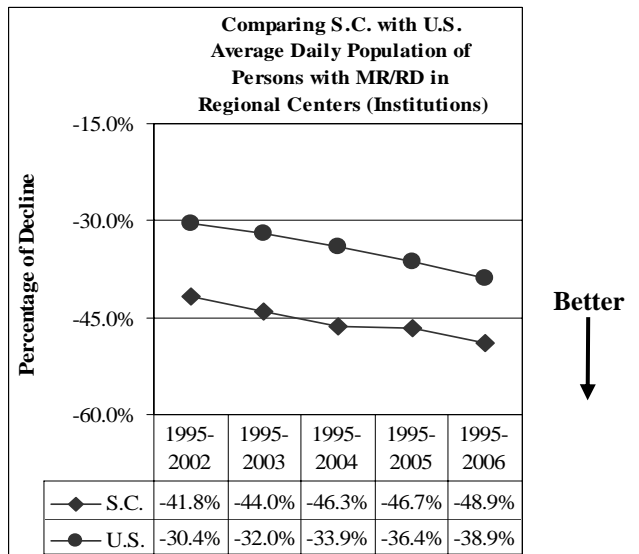 Comparing S.C. with U.S.
Average Daily Population of
Persons with MR/RD in
Regional Centers (Institutions)
Percentage of Decline
-15.0%
-30.0%
-45.0%
-60.0%
Better
1995- 1995- 1995- 1995- 1995-
2002 2003 2004 2005 2006
S.C. -41.8% -44.0% -46.3% -46.7% -48.9%
U.S. -30.4% -32.0% -33.9% -36.4% -38.9%